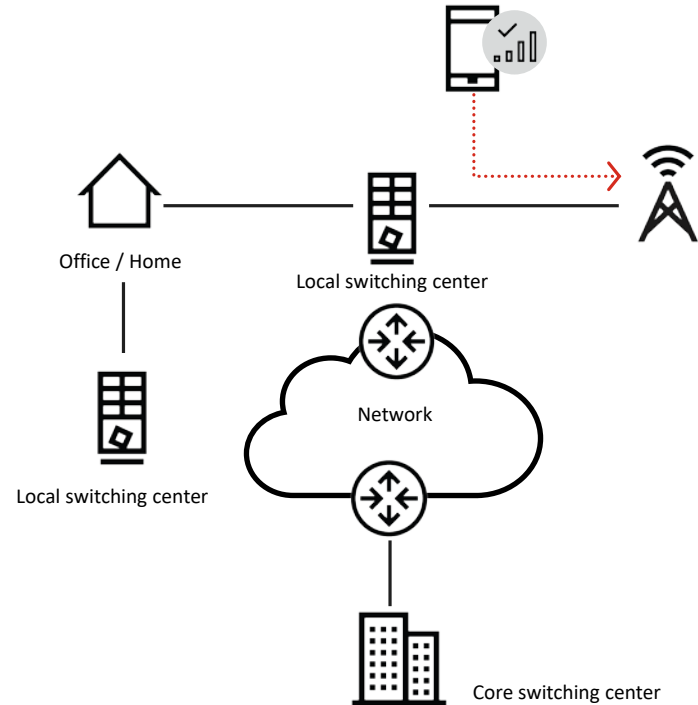 Office / Home
Local switching center
Network
Local switching center
Core switching center